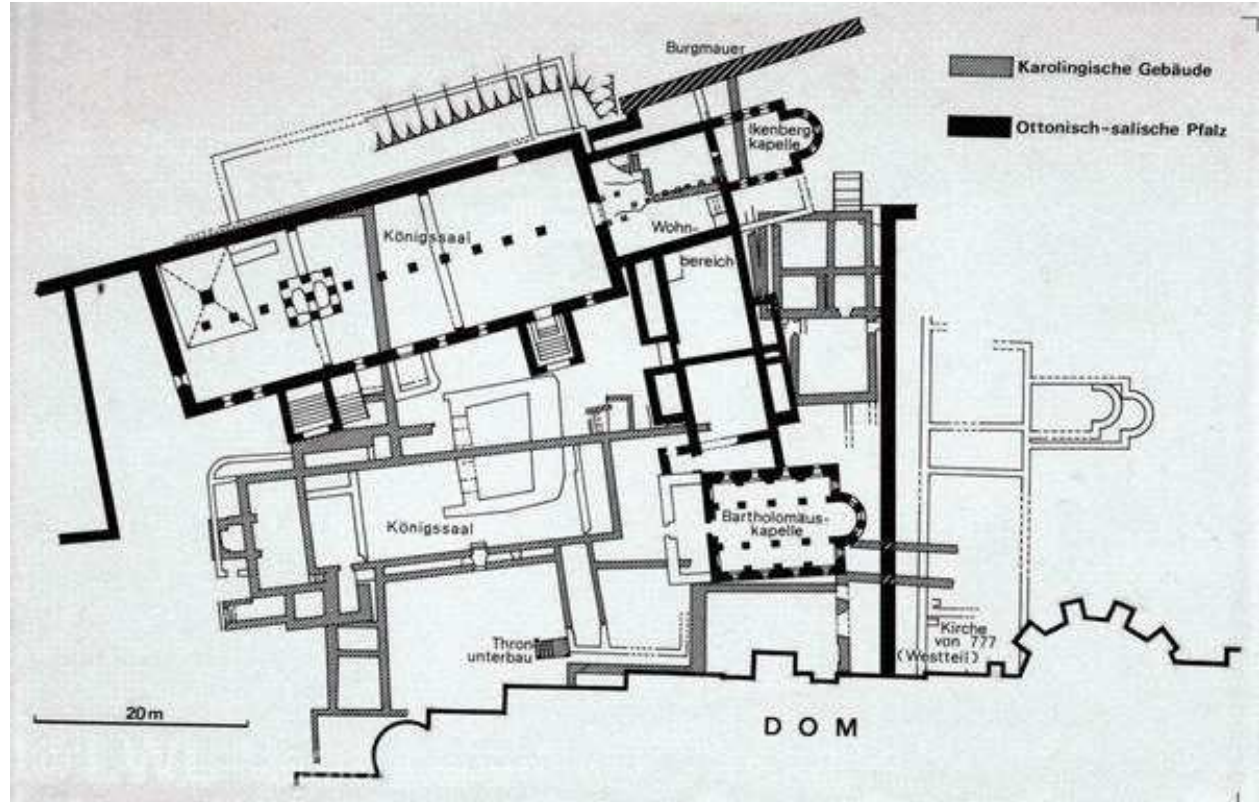 Burgmauer
Karolingische Gebäude
Ottonisch-salische Pfalz
Ikenberg
kapelle
Königssaal
Wohn-
bereich
Bartholomäus-
kapelle
Königssaal
Thron
unterbau
Kirche
von 777
(Westteil)
20m
DOM